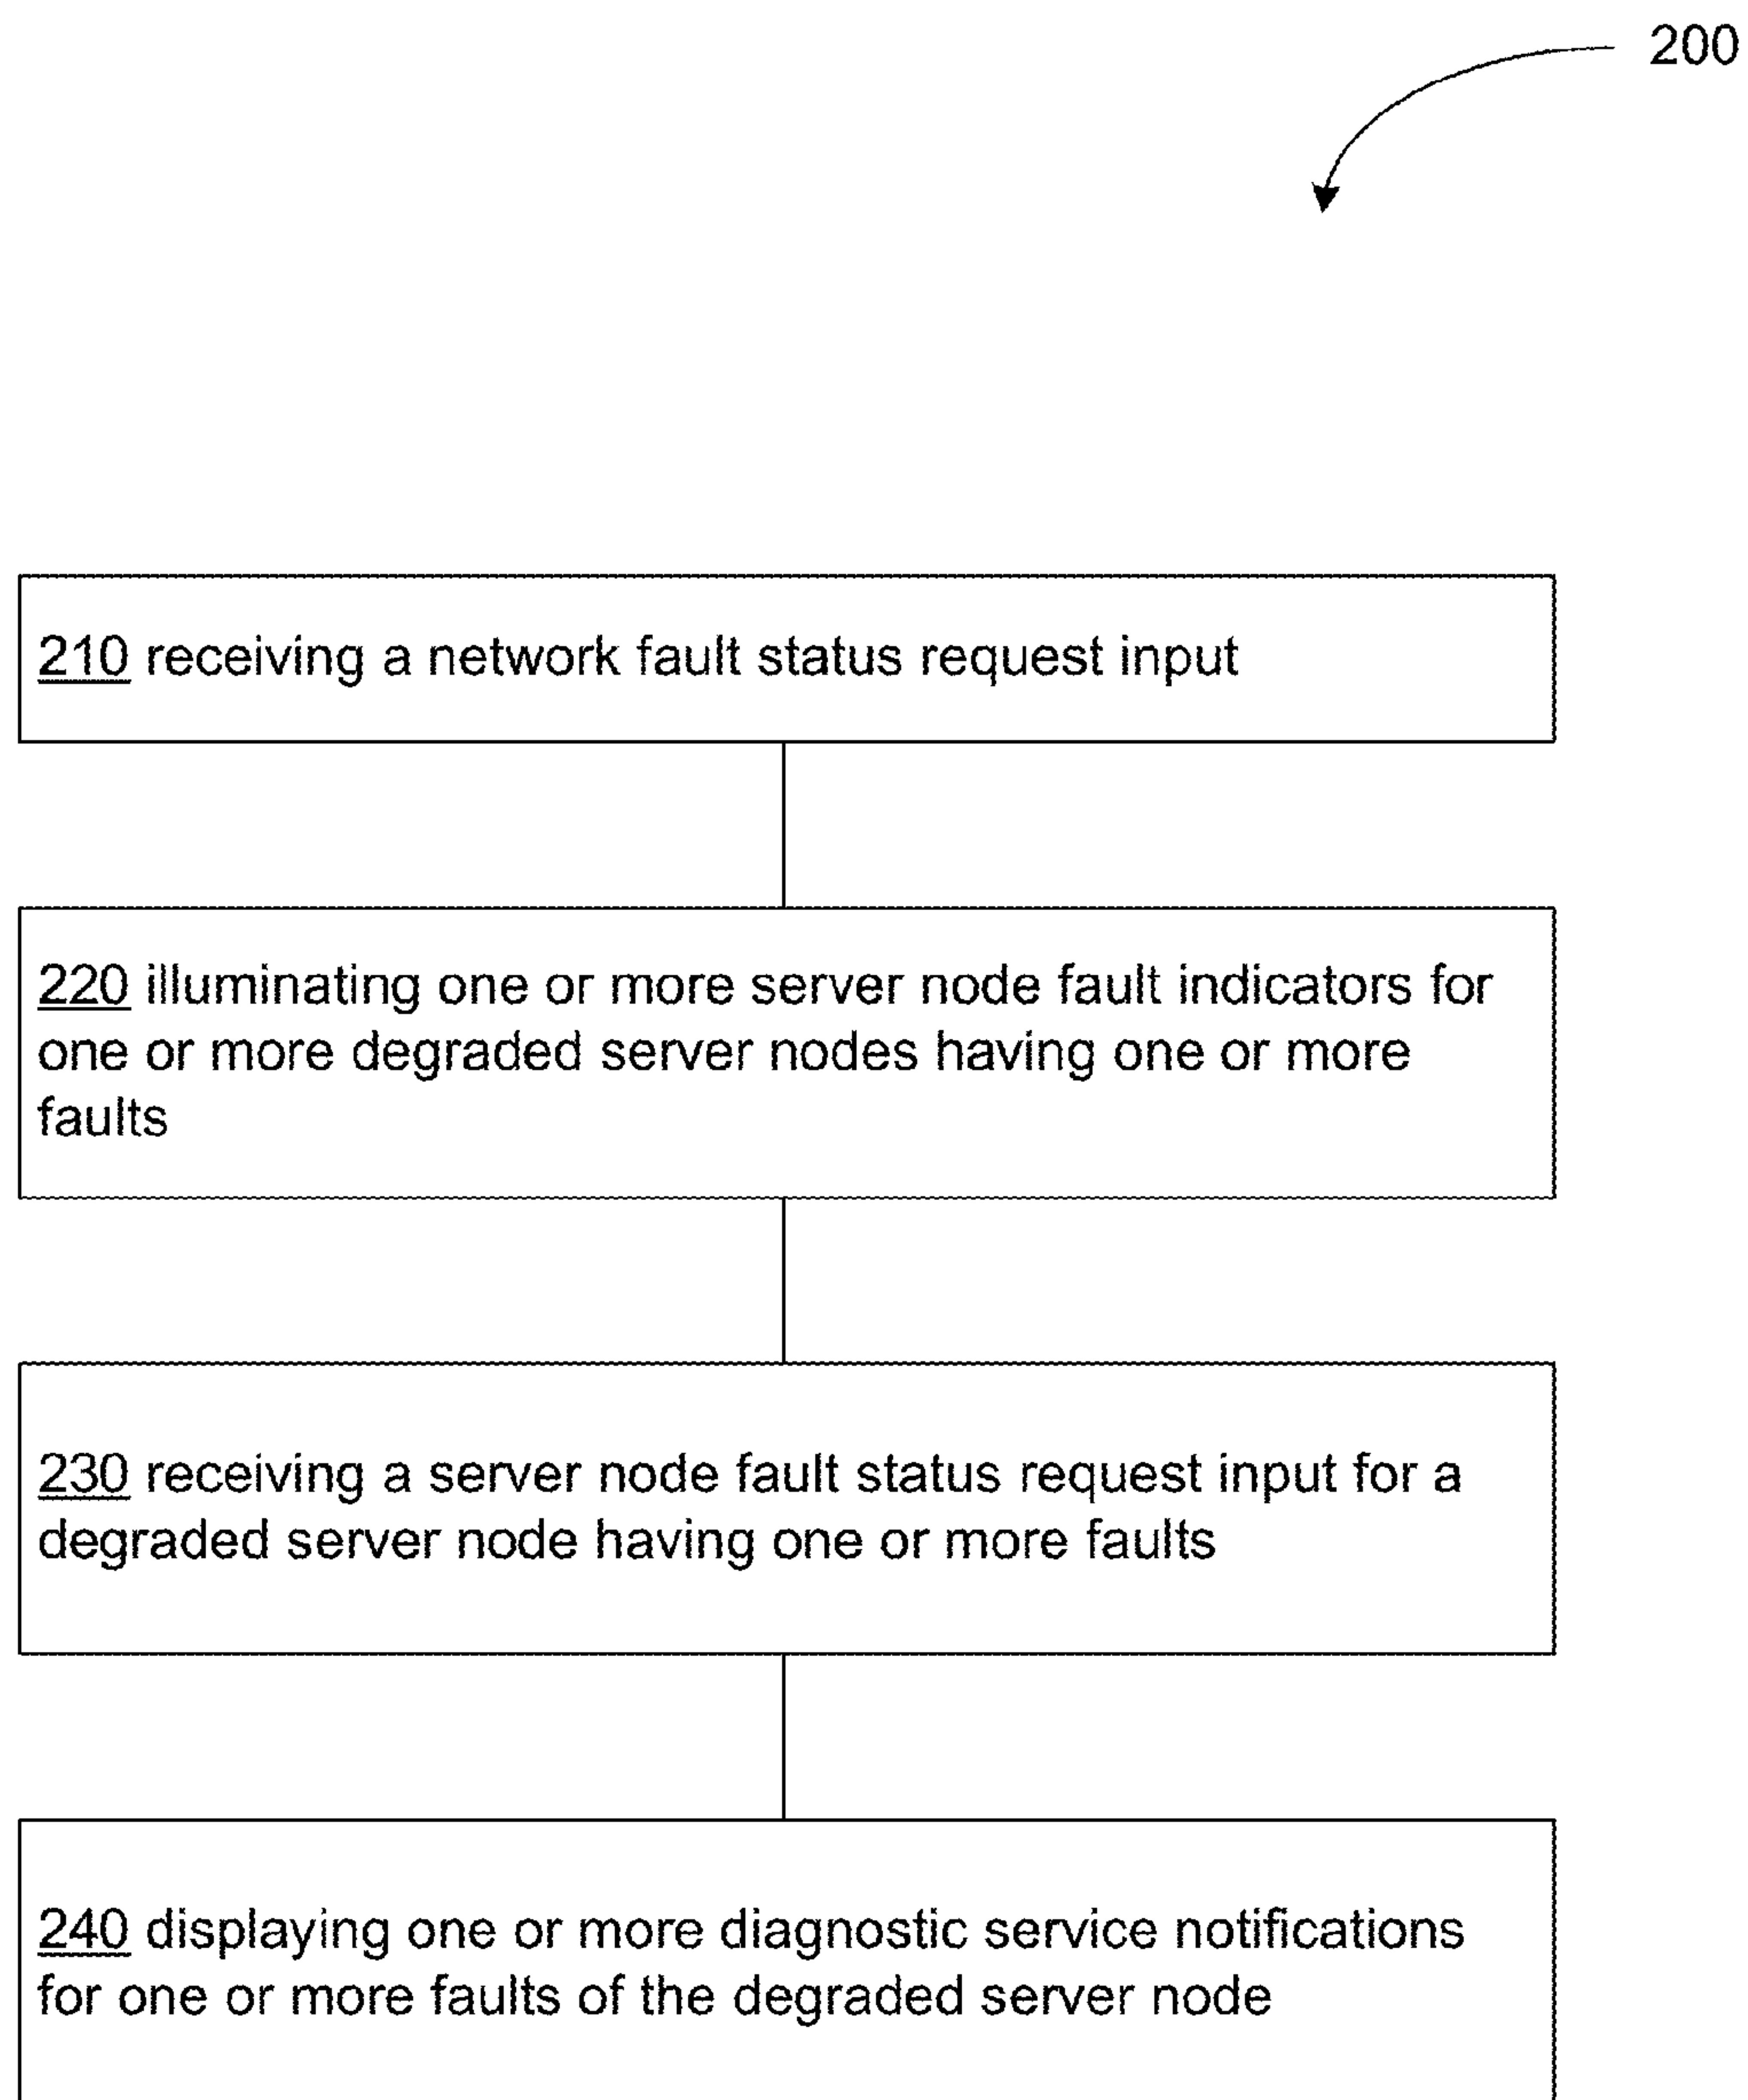 200
210 receiving a network fault status request input
220 illuminating one or more server node fault indicators for
one or more degraded server nodes having one or more
faults
230 receiving a server node fault status request input for a
degraded server node having one or more faults
240 displaying one or more diagnostic service notifications
for one or more faults of the degraded server node